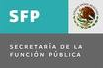 SFP
SECRETARÍA DE LA
FUNCIÓN PÚBLICA